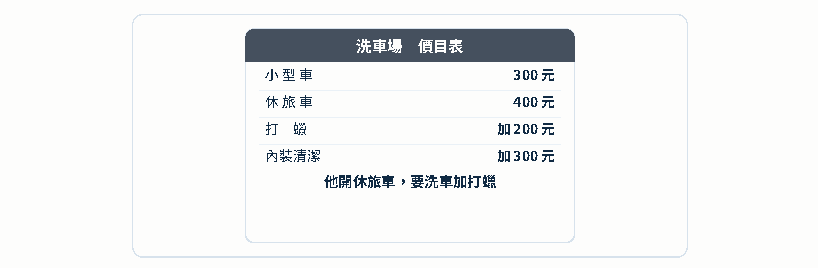 洗車場　價目表
小型車　300元
休旅車　400元
打　蠟　加200元
內裝清潔　加300元
他開休旅車，要洗車加打蠟